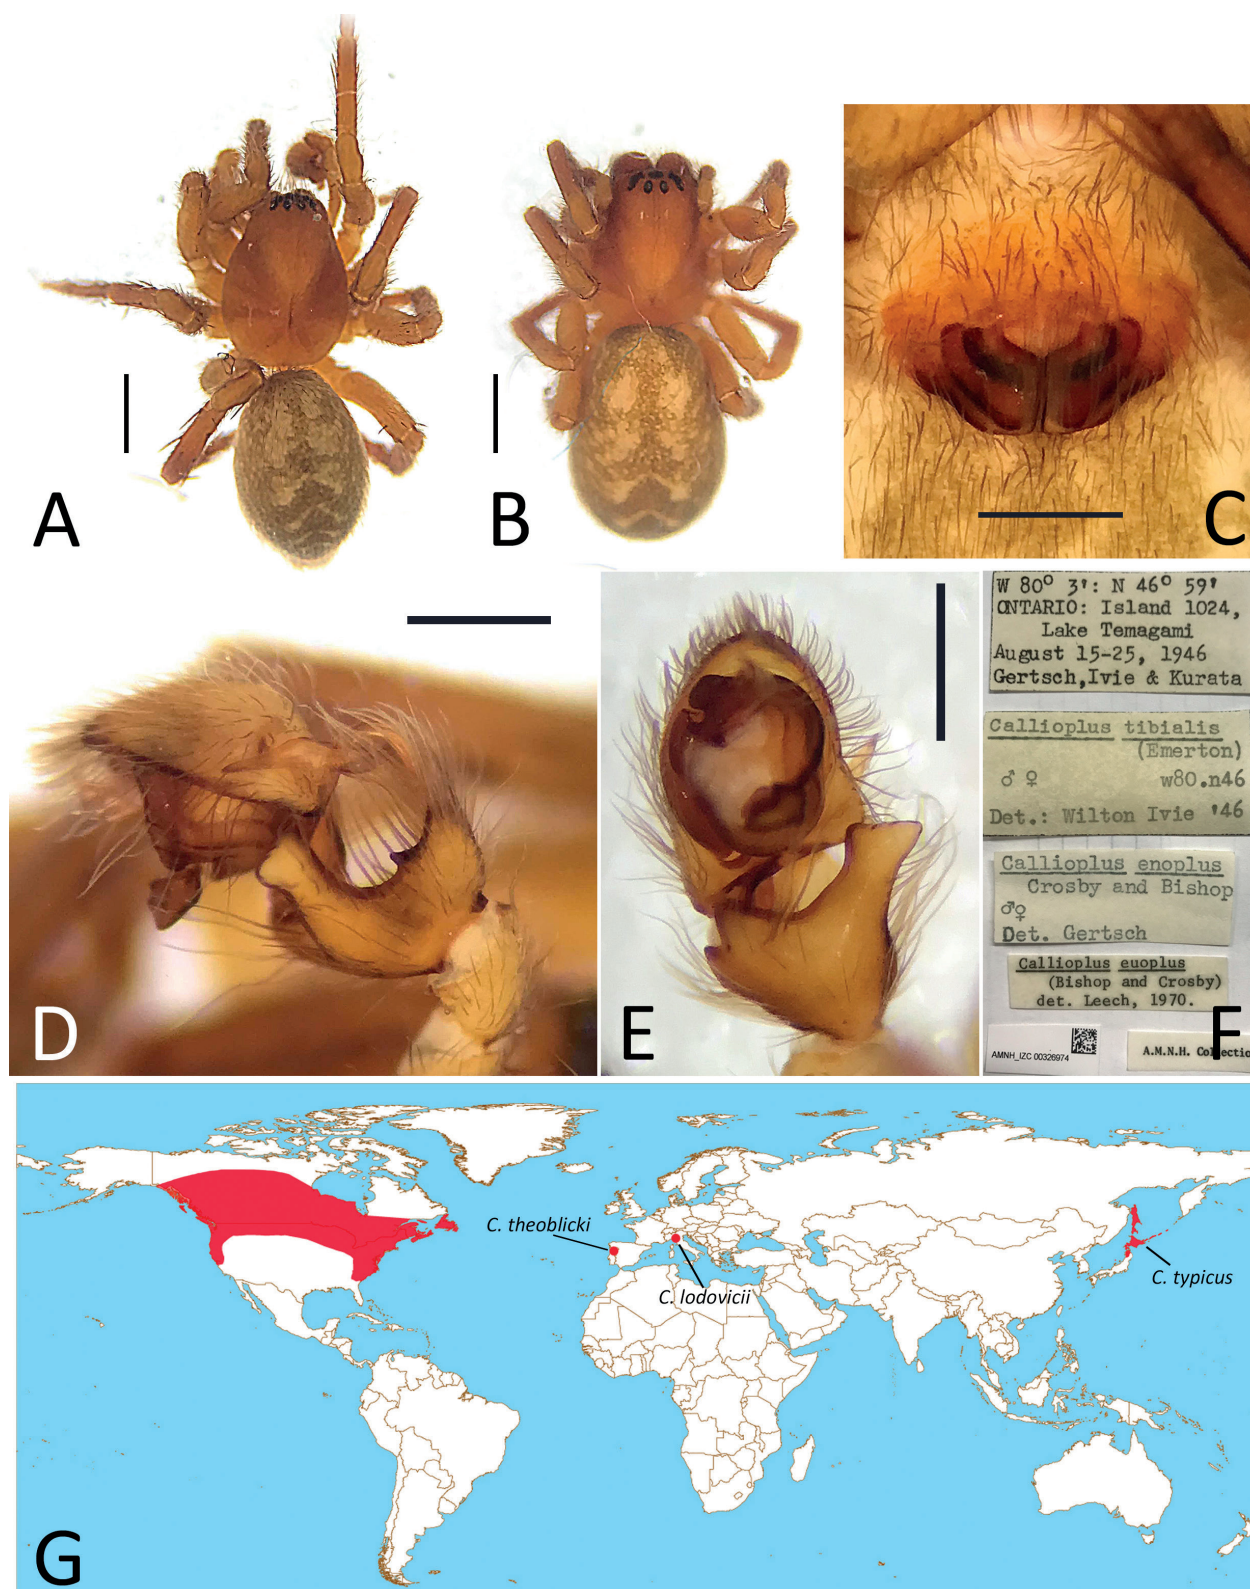 A
B
C
D
E
W 80° 3': N 46° 59'
ONTARIO: Island 1024,
Lake Temagami
August 15-25, 1946
Gertsch, Ivie & Kurata
Callioplus tibialis
(Emerton)
♂ ♀ w80.n46
Det.: Wilton Ivie '46
Callioplus enoplus
Crosby and Bishop
♂♀
Det. Gertsch
Callioplus euoplus
(Bishop and Crosby)
det. Leech, 1970.
AMNH_IZC 00326974
A.M.N.H.
F
C. theoblicki
C. lodovicii
C. typicus
G